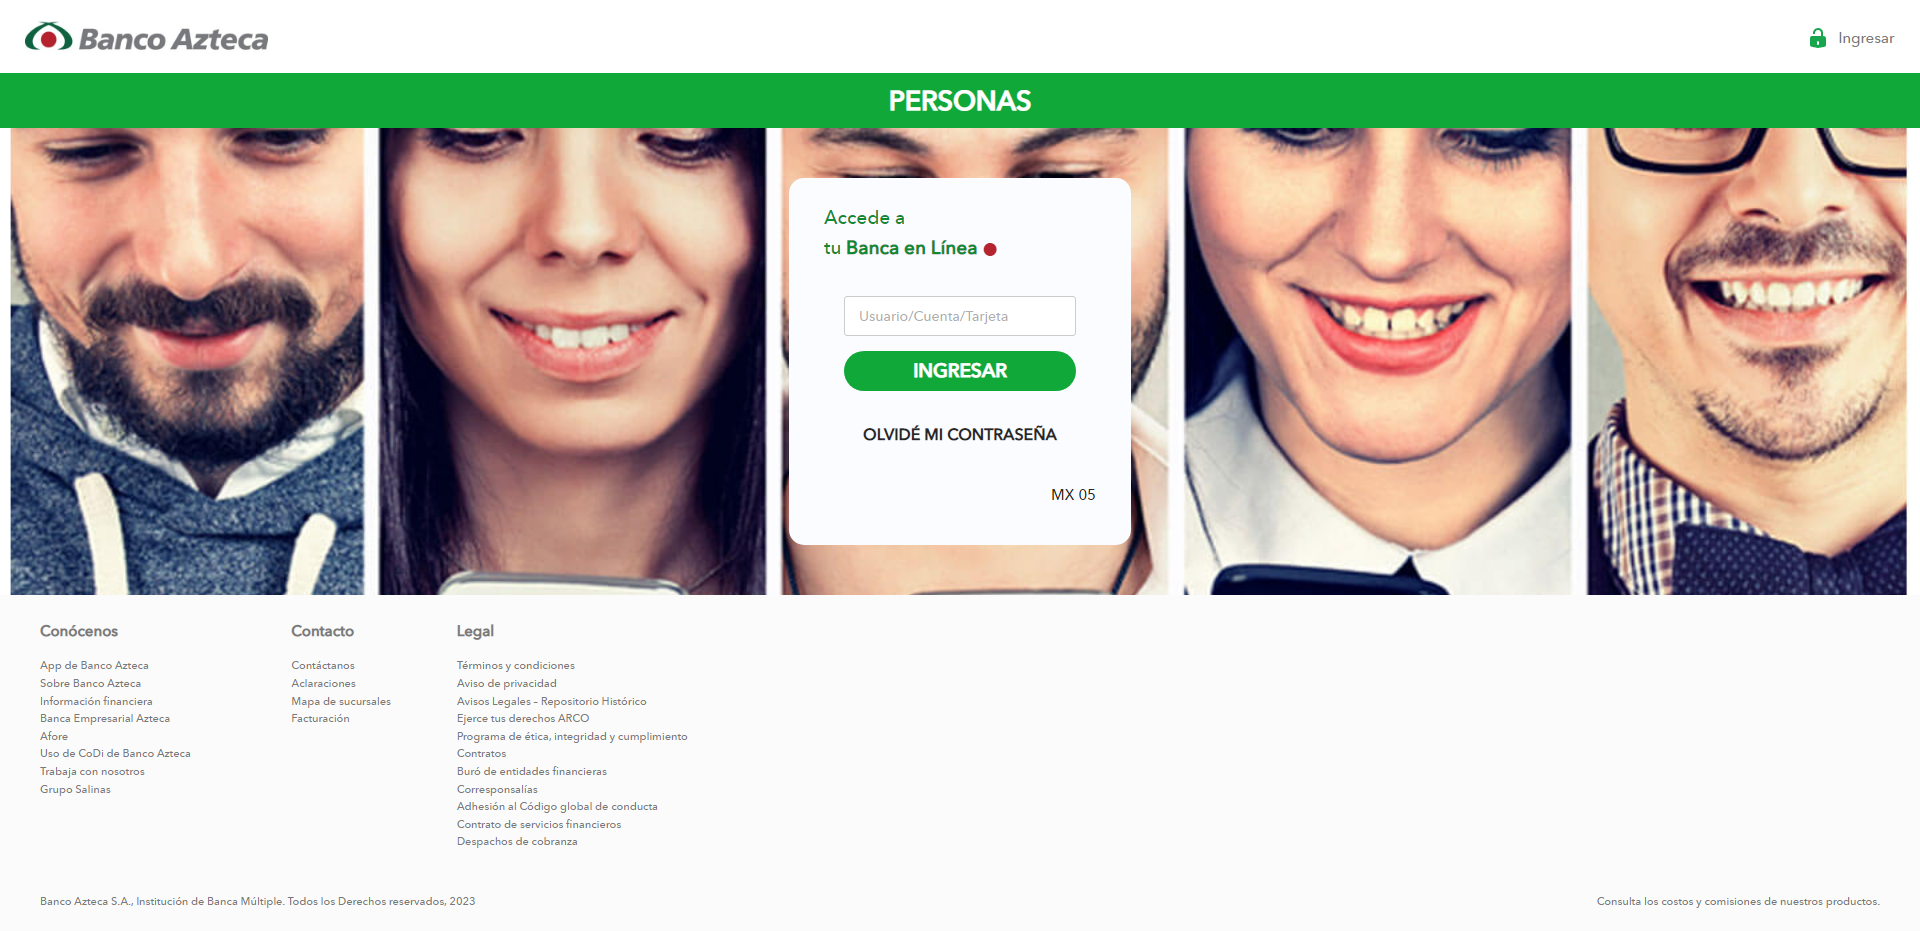 Banco Azteca
Ingresar
PERSONAS
Accede a
tu Banca en Línea
Usuario/Cuenta/Tarjeta
INGRESAR
OLVIDÉ MI CONTRASEÑA
MX 05
Conócenos
App de Banco Azteca
Sobre Banco Azteca
Información financiera
Banca Empresarial Azteca
Afore
Uso de CoDi de Banco Azteca
Trabaja con nosotros
Grupo Salinas
Contacto
Contáctanos
Aclaraciones
Mapa de sucursales
Facturación
Legal
Términos y condiciones
Aviso de privacidad
Avisos Legales – Repositorio Histórico
Ejerce tus derechos ARCO
Programa de ética, integridad y cumplimiento
Contratos
Buró de entidades financieras
Corresponsalías
Adhesión al Código global de conducta
Contrato de servicios financieros
Despachos de cobranza
Banco Azteca S.A., Institución de Banca Múltiple. Todos los Derechos reservados, 2023
Consulta los costos y comisiones de nuestros productos.